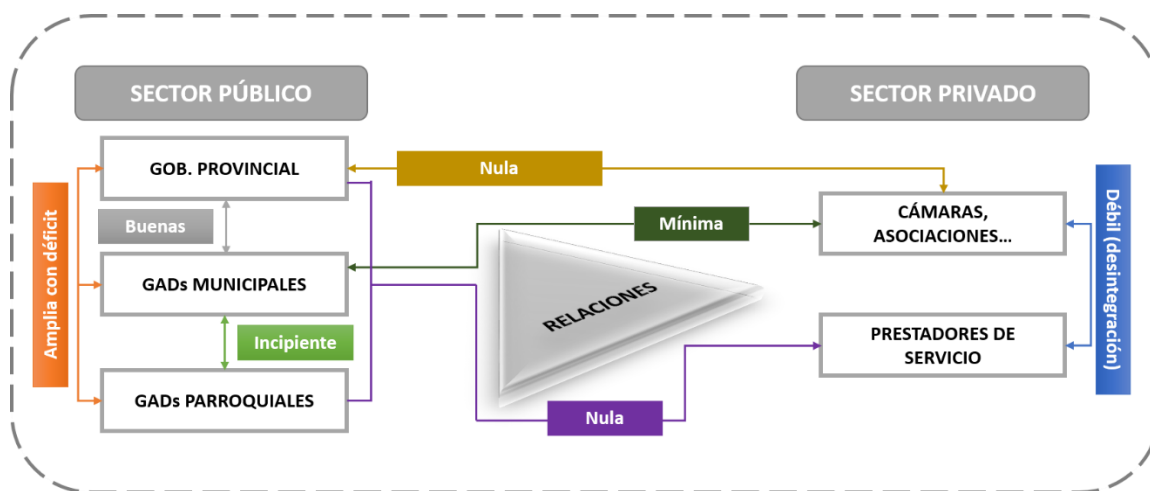 SECTOR PÚBLICO
SECTOR PRIVADO
GOB. PROVINCIAL
Nula
Amplia con déficit
Buenas
Mínima
CÁMARAS,
ASOCIACIONES...
Débil (desintegración)
GADs MUNICIPALES
RELACIONES
Incipiente
PRESTADORES DE
SERVICIO
GADs PARROQUIALES
Nula